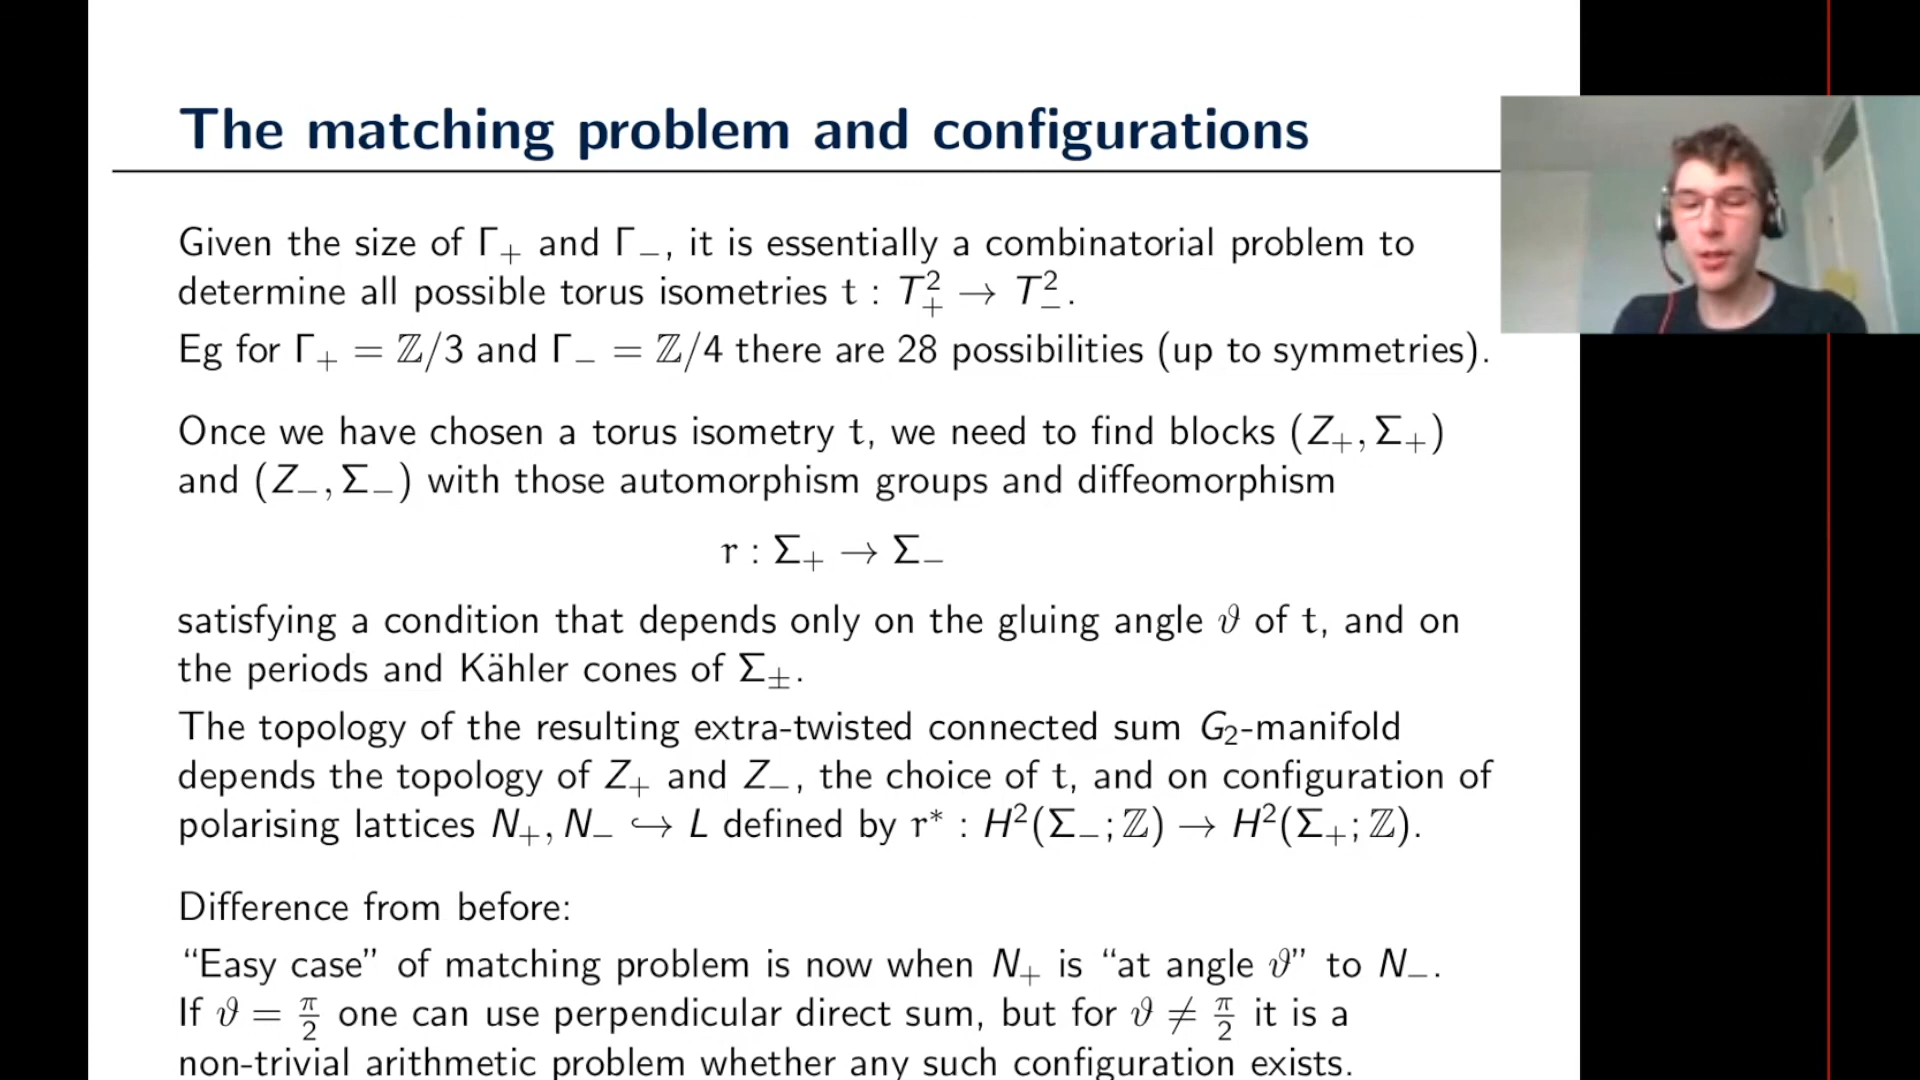 The matching problem and configurations
Given the size of Γ₊ and Γ₋, it is essentially a combinatorial problem to
determine all possible torus isometries t : T²₊ → T²₋.
Eg for Γ₊ = ℤ/3 and Γ₋ = ℤ/4 there are 28 possibilities (up to symmetries).
Once we have chosen a torus isometry t, we need to find blocks (Z₊, Σ₊)
and (Z₋, Σ₋) with those automorphism groups and diffeomorphism
r : Σ₊ → Σ₋
satisfying a condition that depends only on the gluing angle ϑ of t, and on
the periods and Kähler cones of Σ±.
The topology of the resulting extra-twisted connected sum G₂-manifold
depends the topology of Z₊ and Z₋, the choice of t, and on configuration of
polarising lattices N₊, N₋ ↪ L defined by r* : H²(Σ₋; ℤ) → H²(Σ₊; ℤ).
Difference from before:
“Easy case” of matching problem is now when N₊ is “at angle ϑ” to N₋.
If ϑ = π/2 one can use perpendicular direct sum, but for ϑ ≠ π/2 it is a
non-trivial arithmetic problem whether any such configuration exists.